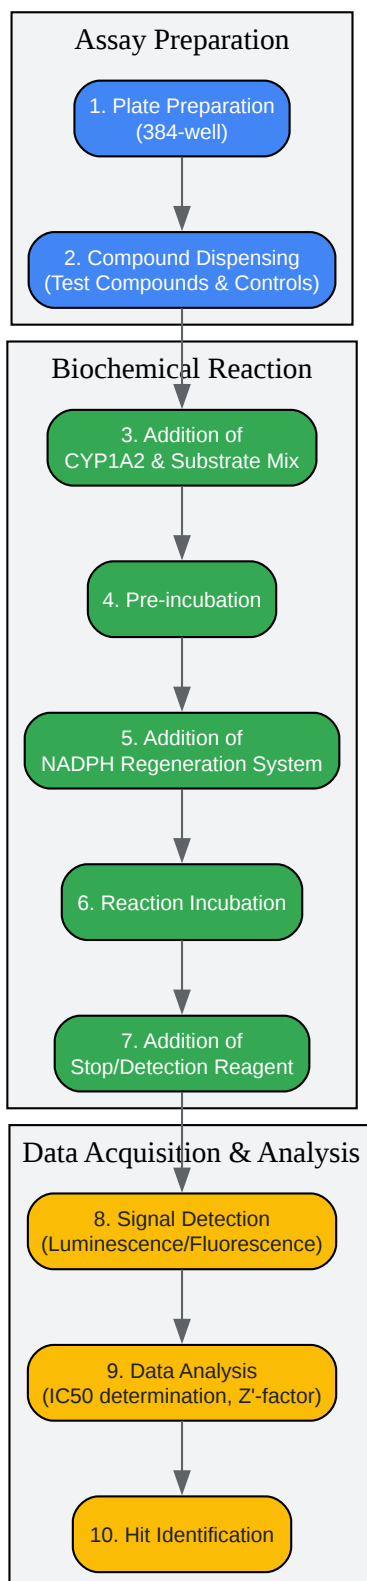 Assay Preparation
1. Plate Preparation
(384-well)
2. Compound Dispensing
(Test Compounds & Controls)
Biochemical Reaction
3. Addition of
CYP1A2 & Substrate Mix
4. Pre-incubation
5. Addition of
NADPH Regeneration System
6. Reaction Incubation
7. Addition of
Stop/Detection Reagent
Data Acquisition & Analysis
8. Signal Detection
(Luminescence/Fluorescence)
9. Data Analysis
(IC50 determination, Z'-factor)
10. Hit Identification